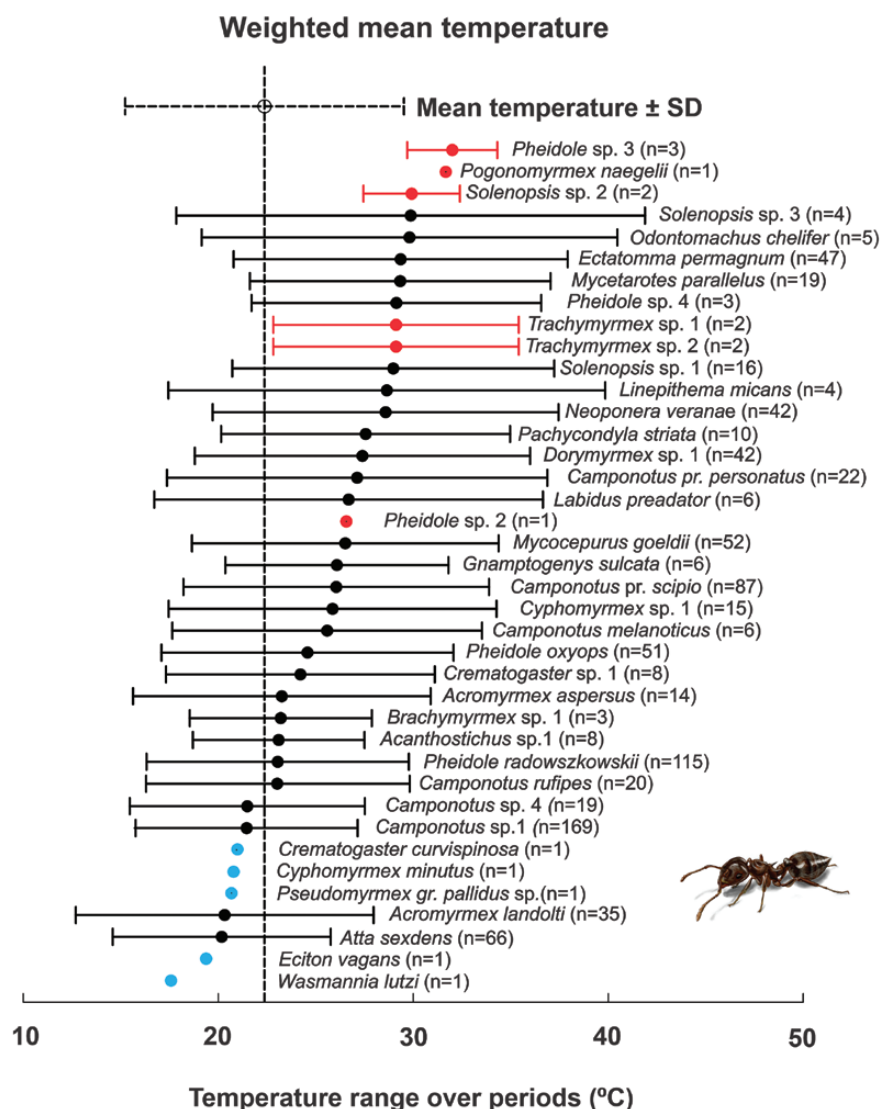 Weighted mean temperature
Mean temperature ± SD
Pheidole sp. 3 (n=3)
Pogonomyrmex naegelii (n=1)
Solenopsis sp. 2 (n=2)
Solenopsis sp. 3 (n=4)
Odontomachus chelifer (n=5)
Ectatomma permagnum (n=47)
Mycetarotes parallelus (n=19)
Pheidole sp. 4 (n=3)
Trachymyrmex sp. 1 (n=2)
Trachymyrmex sp. 2 (n=2)
Solenopsis sp. 1 (n=16)
Linepithema micans (n=4)
Neoponera veranae (n=42)
Pachycondyla striata (n=10)
Dorymyrmex sp. 1 (n=42)
Camponotus pr. personatus (n=22)
Labidus preadator (n=6)
Pheidole sp. 2 (n=1)
Mycocepurus goeldii (n=52)
Gnamptogenys sulcata (n=6)
Camponotus pr. scipio (n=87)
Cyphomyrmex sp. 1 (n=15)
Camponotus melanoticus (n=6)
Pheidole oxyops (n=51)
Crematogaster sp. 1 (n=8)
Acromyrmex aspersus (n=14)
Brachymyrmex sp. 1 (n=3)
Acanthostichus sp.1 (n=8)
Pheidole radowszkowskii (n=115)
Camponotus rufipes (n=20)
Camponotus sp. 4 (n=19)
Camponotus sp.1 (n=169)
Crematogaster curvispinosa (n=1)
Cyphomyrmex minutus (n=1)
Pseudomyrmex gr. pallidus sp.(n=1)
Acromyrmex landolti (n=35)
Atta sexdens (n=66)
Eciton vagans (n=1)
Wasmannia lutzi (n=1)
10 20 30 40 50
Temperature range over periods (ºC)